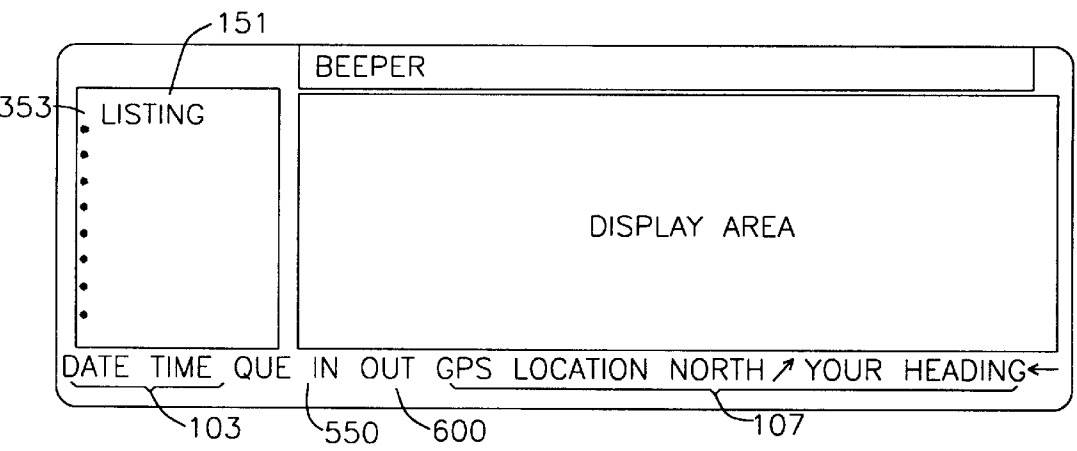 151
BEEPER
353 LISTING
DISPLAY AREA
DATE TIME QUE IN OUT GPS LOCATION NORTH↗ YOUR HEADING←
103 550 600 107